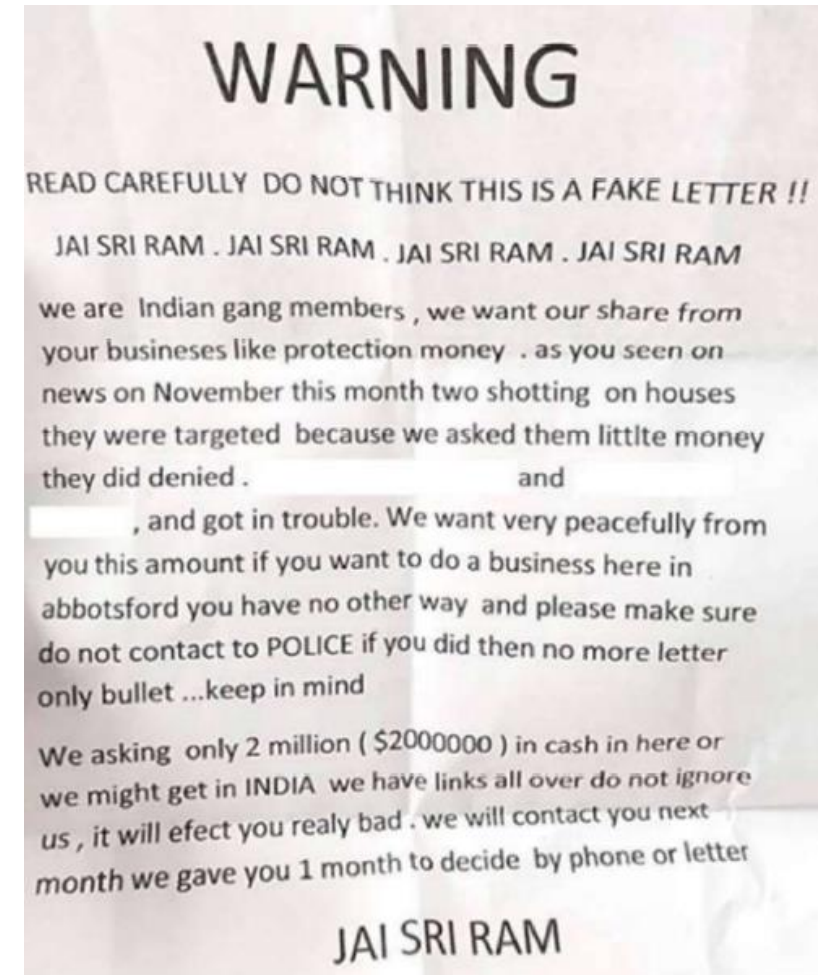 WARNING
READ CAREFULLY DO NOT THINK THIS IS A FAKE LETTER !!
JAI SRI RAM . JAI SRI RAM . JAI SRI RAM . JAI SRI RAM
we are Indian gang members , we want our share from
your busineses like protection money . as you seen on
news on November this month two shotting on houses
they were targeted because we asked them littlte money
they did denied . and
, and got in trouble. We want very peacefully from
you this amount if you want to do a business here in
abbotsford you have no other way and please make sure
do not contact to POLICE if you did then no more letter
only bullet ...keep in mind
We asking only 2 million ( $2000000 ) in cash in here or
we might get in INDIA we have links all over do not ignore
us , it will efect you realy bad . we will contact you next
month we gave you 1 month to decide by phone or letter
JAI SRI RAM